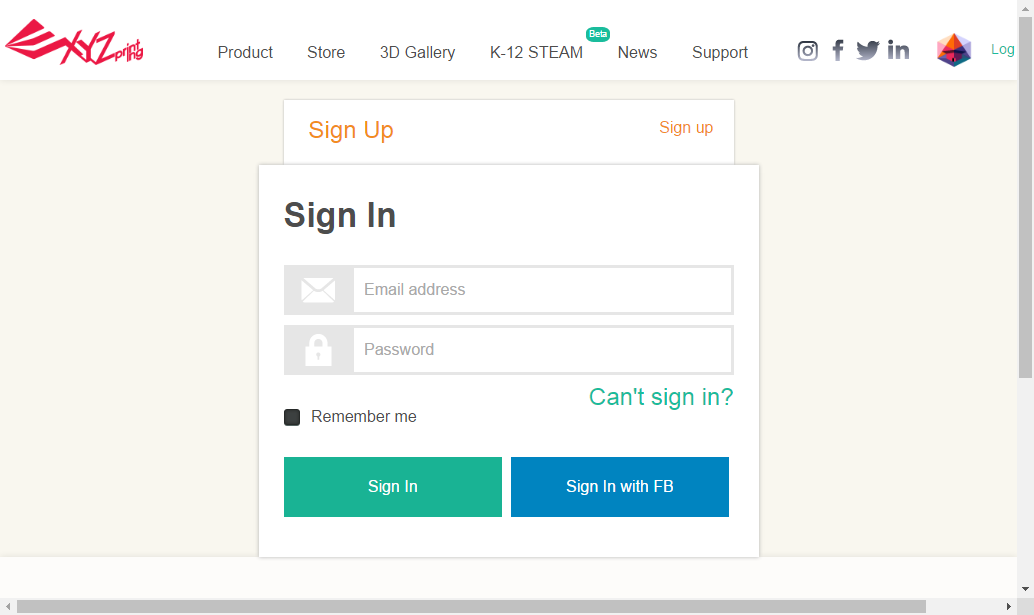 XYZprinting
Product Store 3D Gallery K-12 STEAM Beta News Support Log
Sign Up Sign up
Sign In
Email address
Password
Can't sign in?
Remember me
Sign In Sign In with FB